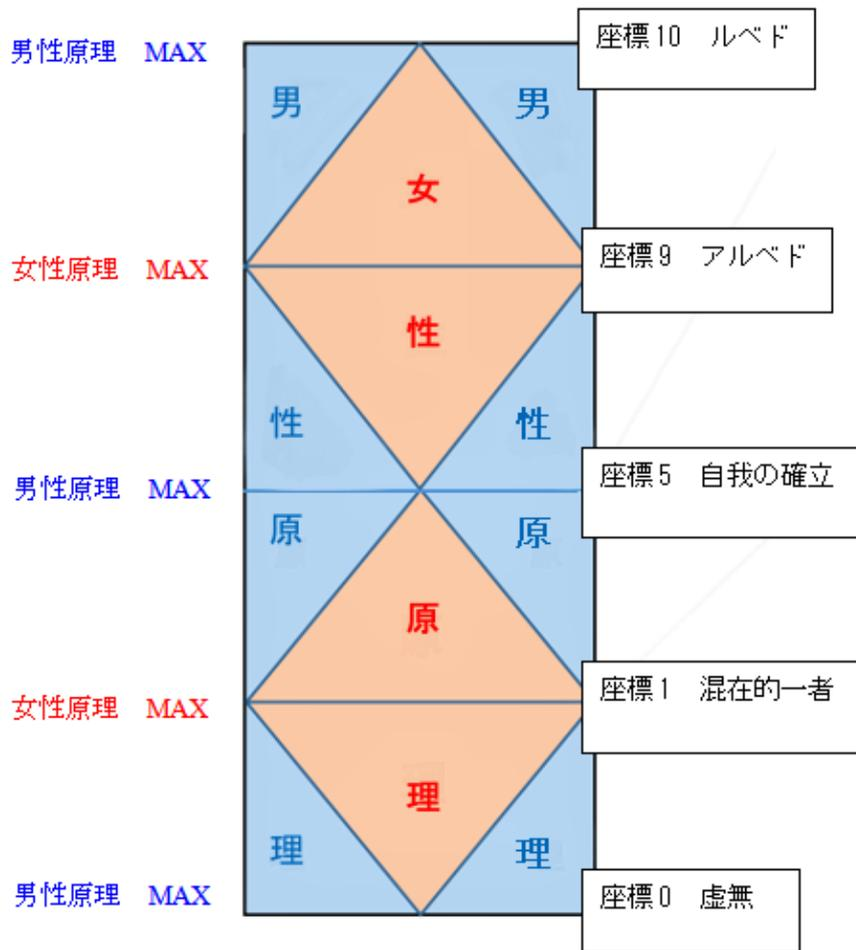 男性原理 MAX
座標10 ルベド
男 男
女
女性原理 MAX
座標9 アルベド
性
性 性
男性原理 MAX
座標5 自我の確立
原 原
原
女性原理 MAX
座標1 混在的一者
理
理 理
男性原理 MAX
座標0 虚無